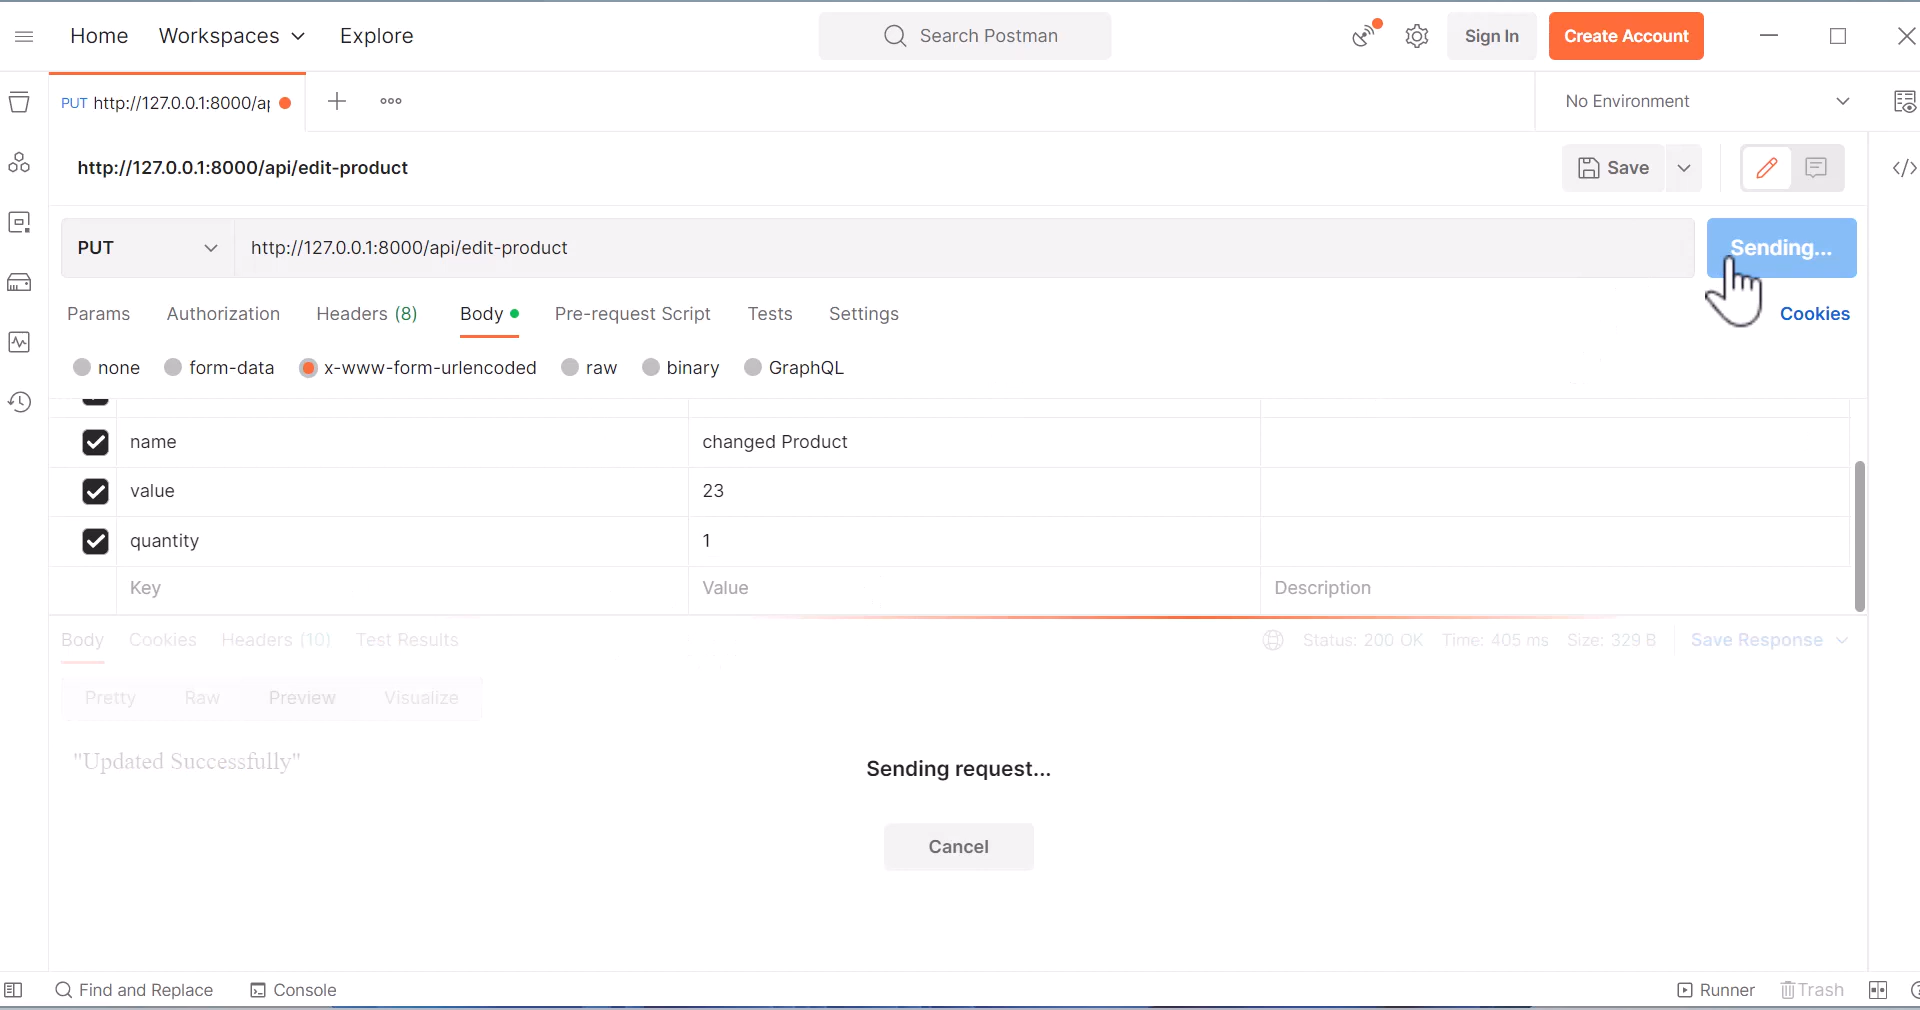 Home Workspaces Explore Search Postman Sign In Create Account
PUT http://127.0.0.1:8000/ap No Environment
http://127.0.0.1:8000/api/edit-product Save
PUT http://127.0.0.1:8000/api/edit-product Sending...
Params Authorization Headers (8) Body Pre-request Script Tests Settings Cookies
none form-data x-www-form-urlencoded raw binary GraphQL
name changed Product
value 23
quantity 1
Key Value Description
Body Cookies Headers (10) Test Results Status: 200 OK Time: 405 ms Size: 329 B Save Response
Pretty Raw Preview Visualize
"Updated Successfully"
Sending request...
Cancel
Find and Replace Console Runner Trash